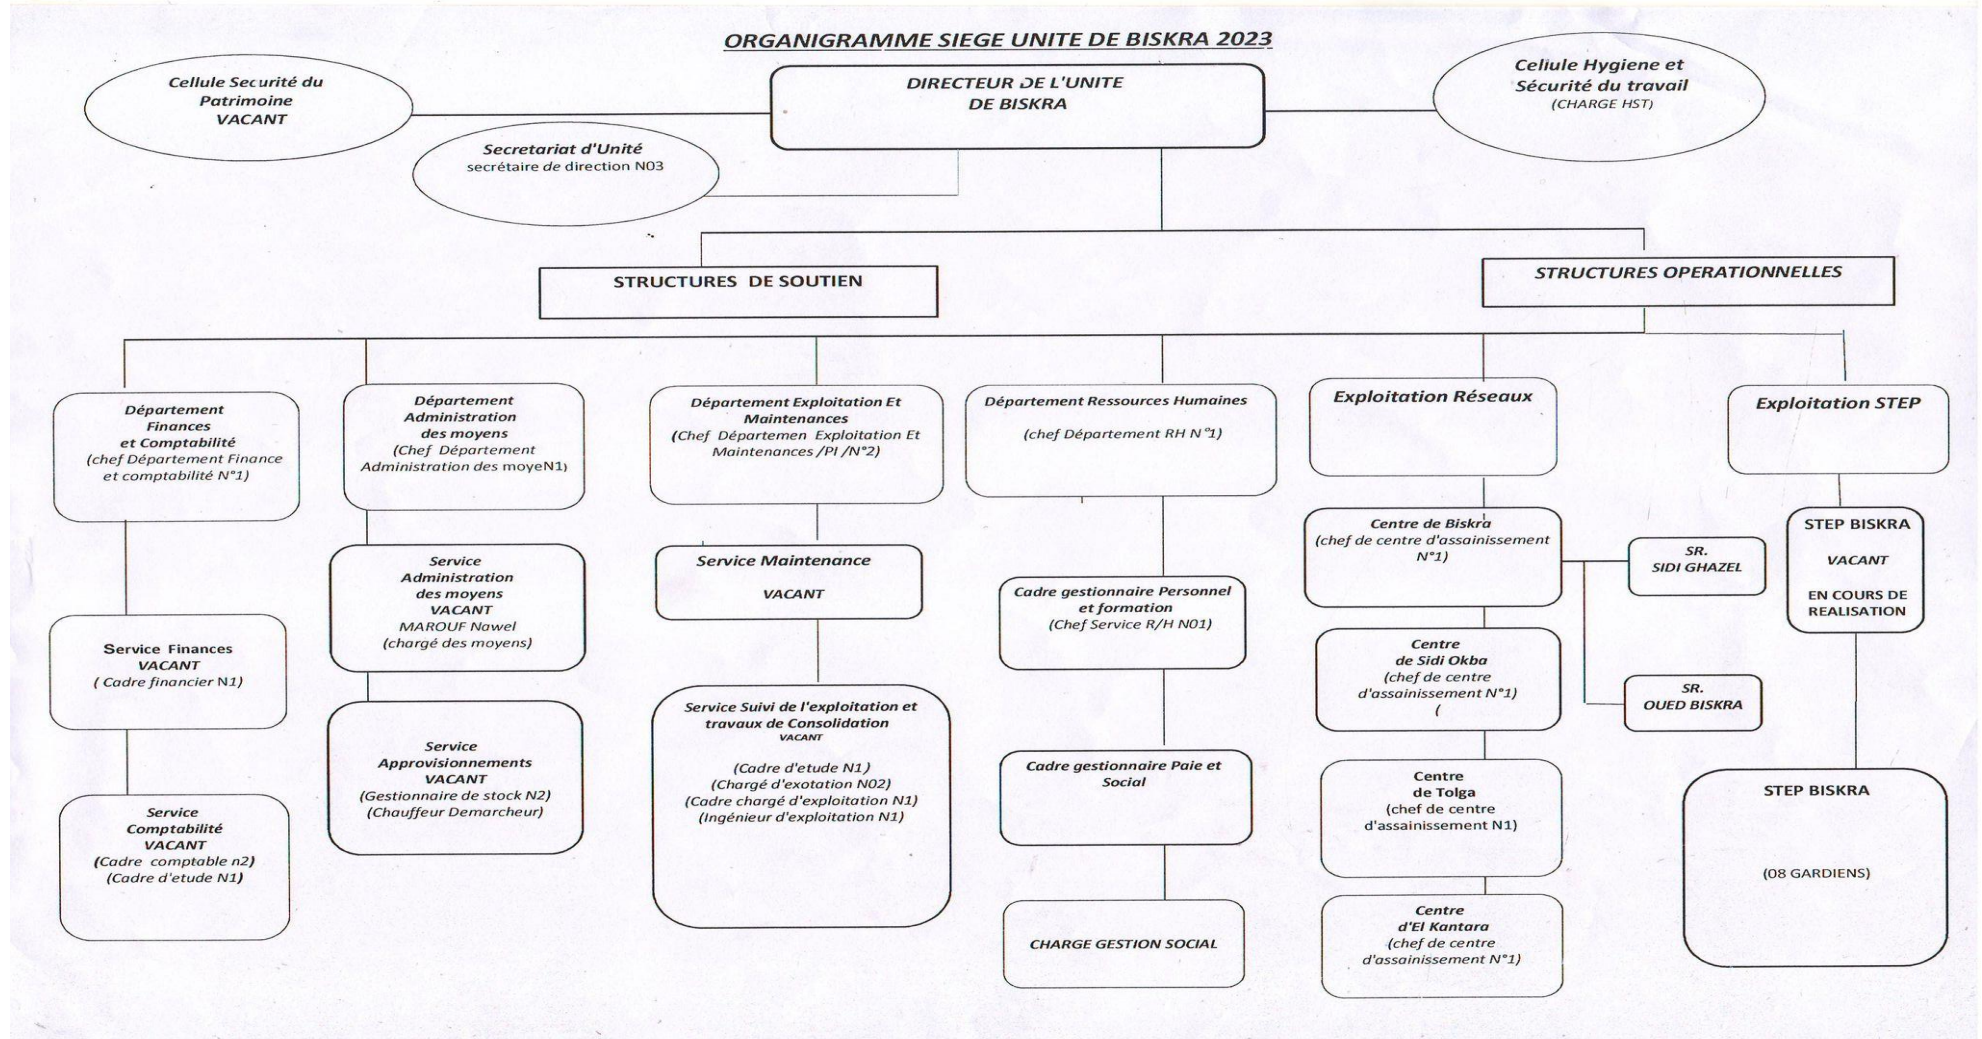 ORGANIGRAMME SIEGE UNITE DE BISKRA 2023
Cellule Securité du
Patrimoine
VACANT
DIRECTEUR DE L'UNITE
DE BISKRA
Cellule Hygiene et
Sécurité du travail
(CHARGE HST)
Secretariat d'Unité
secrétaire de direction N03
STRUCTURES DE SOUTIEN
STRUCTURES OPERATIONNELLES
Département
Finances
et Comptabilité
(chef Département Finance
et comptabilité N°1)
Service Finances
VACANT
( Cadre financier N1)
Service
Comptabilité
VACANT
(Cadre comptable n2)
(Cadre d'etude N1)
Département
Administration
des moyens
(Chef Département
Administration des moyeN1)
Service
Administration
des moyens
VACANT
MAROUF Nawel
(chargé des moyens)
Service
Approvisionnements
VACANT
(Gestionnaire de stock N2)
(Chauffeur Demarcheur)
Département Exploitation Et
Maintenances
(Chef Départemen Exploitation Et
Maintenances /PI /N°2)
Service Maintenance
VACANT
Service Suivi de l'exploitation et
travaux de Consolidation
VACANT
(Cadre d'etude N1)
(Chargé d'exotation N02)
(Cadre chargé d'exploitation N1)
(Ingénieur d'exploitation N1)
Département Ressources Humaines
(chef Département RH N°1)
Cadre gestionnaire Personnel
et formation
(Chef Service R/H N01)
Cadre gestionnaire Paie et
Social
CHARGE GESTION SOCIAL
Exploitation Réseaux
Centre de Biskra
(chef de centre d'assainissement
N°1)
Centre
de Sidi Okba
(chef de centre
d'assainissement N°1)
(
Centre
de Tolga
(chef de centre
d'assainissement N1)
Centre
d'El Kantara
(chef de centre
d'assainissement N°1)
SR.
SIDI GHAZEL
SR.
OUED BISKRA
Exploitation STEP
STEP BISKRA
VACANT
EN COURS DE
REALISATION
STEP BISKRA
(08 GARDIENS)